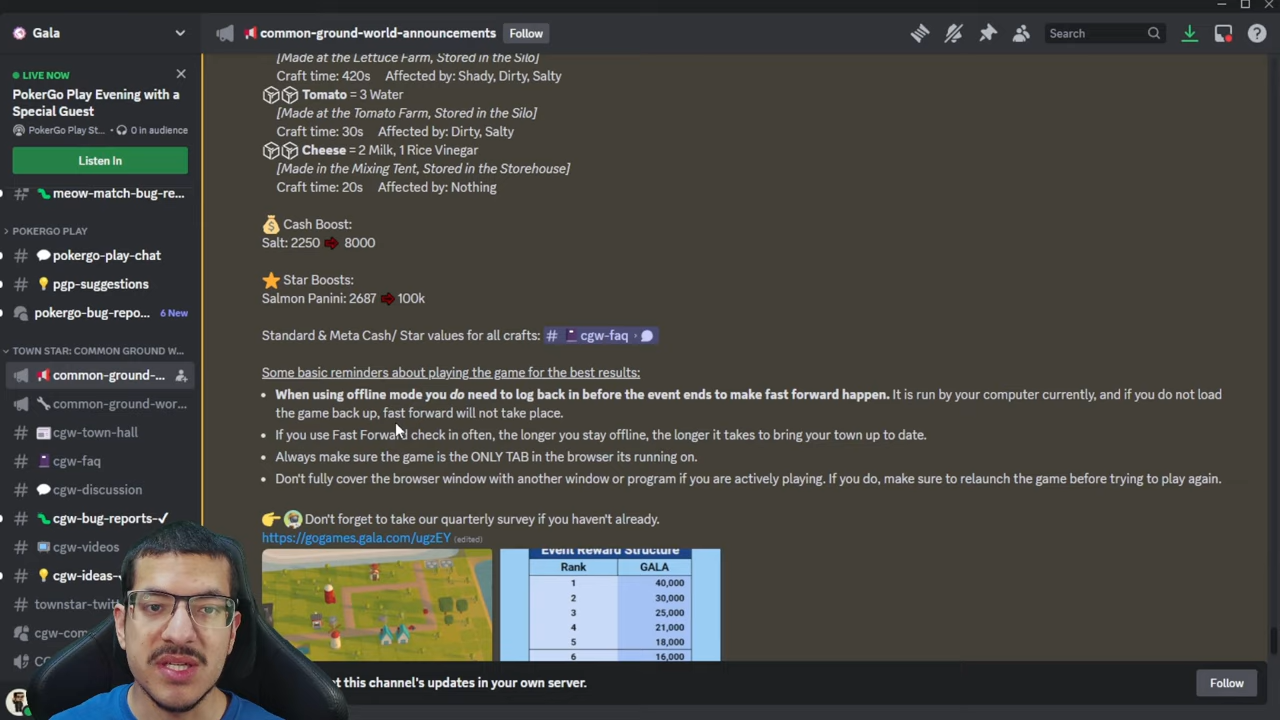 Gala
common-ground-world-announcements
Follow
Search
LIVE NOW
PokerGo Play Evening with a
Special Guest
PokerGo Play St... • 0 in audience
Listen In
meow-match-bug-re...
POKERGO PLAY
pokergo-play-chat
pgp-suggestions
pokergo-bug-repo... 6 New
TOWN STAR: COMMON GROUND W...
common-ground-...
common-ground-wor...
cgw-town-hall
cgw-faq
cgw-discussion
cgw-bug-reports-✓
cgw-videos
cgw-ideas-
townstar-twit
cgw-com
[Made at the Lettuce Farm, Stored in the Silo]
Craft time: 420s Affected by: Shady, Dirty, Salty
Tomato = 3 Water
[Made at the Tomato Farm, Stored in the Silo]
Craft time: 30s Affected by: Dirty, Salty
Cheese = 2 Milk, 1 Rice Vinegar
[Made in the Mixing Tent, Stored in the Storehouse]
Craft time: 20s Affected by: Nothing
Cash Boost:
Salt: 2250 ➡ 8000
Star Boosts:
Salmon Panini: 2687 ➡ 100k
Standard & Meta Cash/ Star values for all crafts: # cgw-faq ›
Some basic reminders about playing the game for the best results:
• When using offline mode you do need to log back in before the event ends to make fast forward happen. It is run by your computer currently, and if you do not load
the game back up, fast forward will not take place.
• If you use Fast Forward check in often, the longer you stay offline, the longer it takes to bring your town up to date.
• Always make sure the game is the ONLY TAB in the browser its running on.
• Don't fully cover the browser window with another window or program if you are actively playing. If you do, make sure to relaunch the game before trying to play again.
Don't forget to take our quarterly survey if you haven't already.
https://gogames.gala.com/ugzEY (edited)
Event Reward Structure
Rank GALA
1 40,000
2 30,000
3 25,000
4 21,000
5 18,000
6 16,000
t this channel's updates in your own server.
Follow